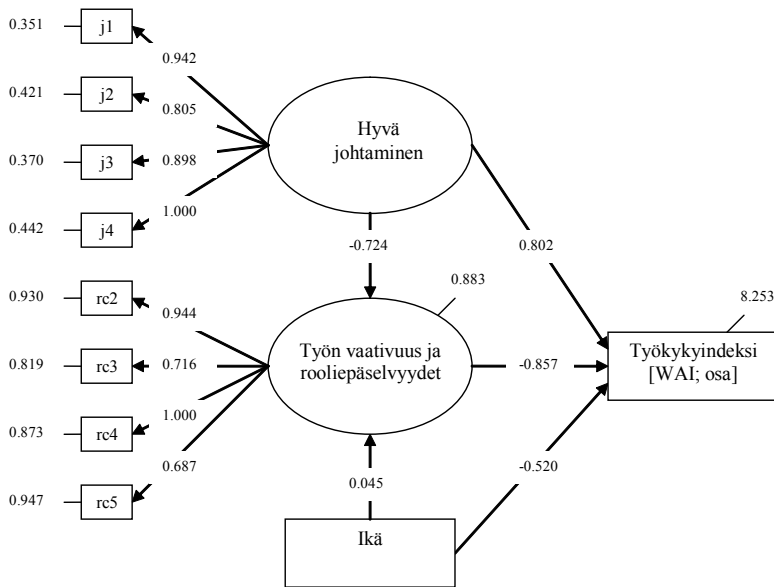 0.351 j1
0.942
0.421 j2
0.805
0.370 j3
0.898
0.442 j4
1.000
Hyvä
johtaminen
-0.724
0.802
0.930 rc2
0.944
0.819 rc3
0.716
0.873 rc4
1.000
0.947 rc5
0.687
0.883
Työn vaativuus ja
rooliepäselvyydet
-0.857
8.253
Työkykyindeksi
[WAI; osa]
0.045
-0.520
Ikä